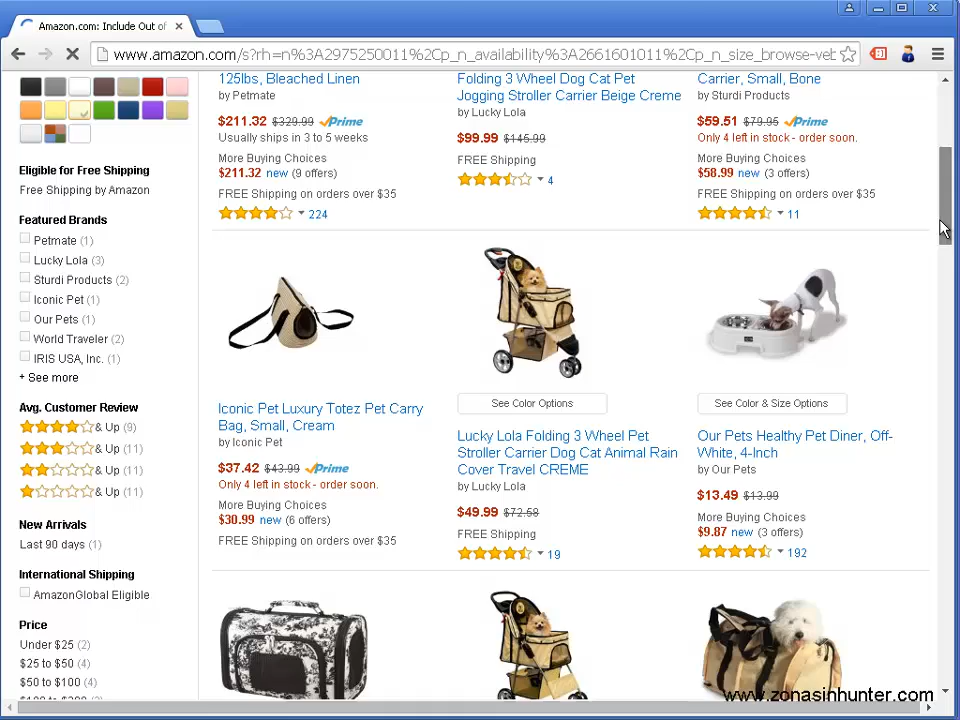 Amazon.com: Include Out of
www.amazon.com/s?rh=n%3A2975250011%2Cp_n_availability%3A2661601011%2Cp_n_size_browse-veb
Eligible for Free Shipping
Free Shipping by Amazon
Featured Brands
Petmate (1)
Lucky Lola (3)
Sturdi Products (2)
Iconic Pet (1)
Our Pets (1)
World Traveler (2)
IRIS USA, Inc. (1)
+ See more
Avg. Customer Review
& Up (9)
& Up (11)
& Up (11)
& Up (11)
New Arrivals
Last 90 days (1)
International Shipping
AmazonGlobal Eligible
Price
Under $25 (2)
$25 to $50 (4)
$50 to $100 (4)
125lbs, Bleached Linen
by Petmate
$211.32 $329.99 Prime
Usually ships in 3 to 5 weeks
More Buying Choices
$211.32 new (9 offers)
FREE Shipping on orders over $35
224
Folding 3 Wheel Dog Cat Pet
Jogging Stroller Carrier Beige Creme
by Lucky Lola
$99.99 $145.99
FREE Shipping
4
Carrier, Small, Bone
by Sturdi Products
$59.51 $79.95 Prime
Only 4 left in stock - order soon.
More Buying Choices
$58.99 new (3 offers)
FREE Shipping on orders over $35
11
Iconic Pet Luxury Totez Pet Carry
Bag, Small, Cream
by Iconic Pet
$37.42 $43.99 Prime
Only 4 left in stock - order soon.
More Buying Choices
$30.99 new (6 offers)
FREE Shipping on orders over $35
See Color Options
Lucky Lola Folding 3 Wheel Pet
Stroller Carrier Dog Cat Animal Rain
Cover Travel CREME
by Lucky Lola
$49.99 $72.58
FREE Shipping
19
See Color & Size Options
Our Pets Healthy Pet Diner, Off-
White, 4-Inch
by Our Pets
$13.49 $13.99
More Buying Choices
$9.87 new (3 offers)
192
www.zonasinhunter.com